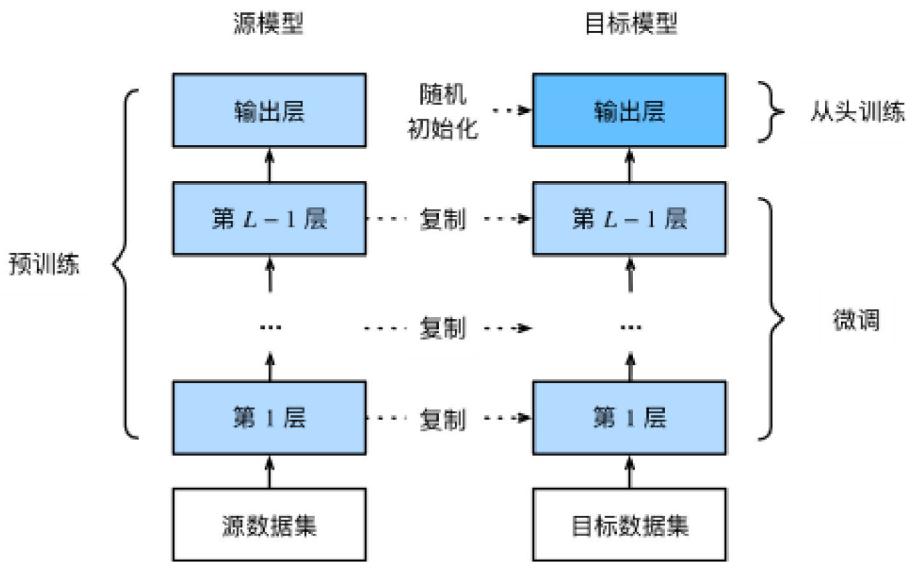 源模型
目标模型
输出层
随机
初始化
输出层
从头训练
第 L − 1 层
复制
第 L − 1 层
预训练
...
复制
...
微调
第 1 层
复制
第 1 层
源数据集
目标数据集